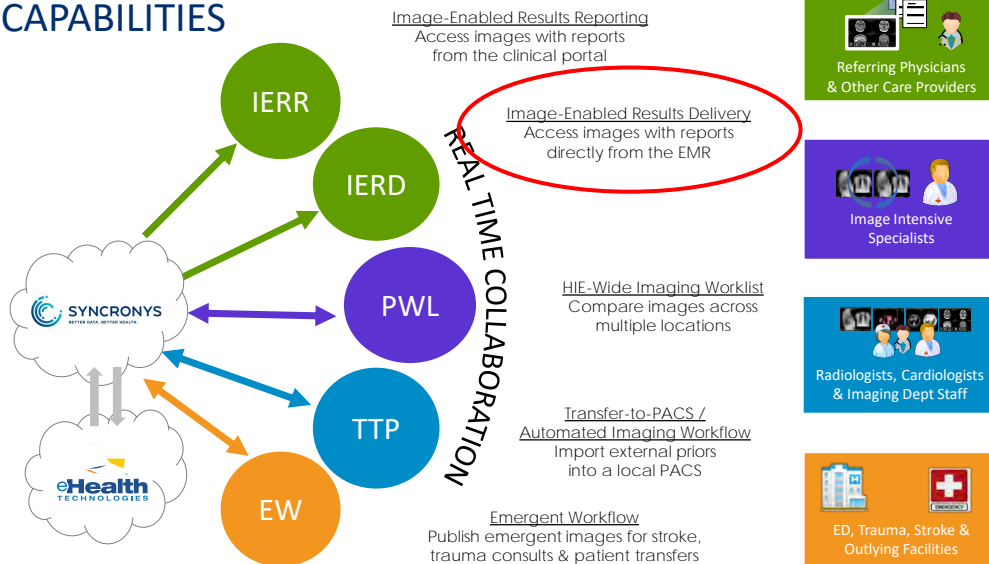 CAPABILITIES
Image-Enabled Results Reporting
Access images with reports
from the clinical portal
IERR
Image-Enabled Results Delivery
Access images with reports
directly from the EMR
IERD
REAL TIME COLLABORATION
PWL
HIE-Wide Imaging Worklist
Compare images across
multiple locations
SYNCRONYS
BETTER DATA. BETTER HEALTH.
TTP
Transfer-to-PACS /
Automated Imaging Workflow
Import external priors
into a local PACS
eHealth
TECHNOLOGIES
EW
Emergent Workflow
Publish emergent images for stroke,
trauma consults & patient transfers
Referring Physicians
& Other Care Providers
Image Intensive
Specialists
Radiologists, Cardiologists
& Imaging Dept Staff
EMERGENCY
ED, Trauma, Stroke &
Outlying Facilities